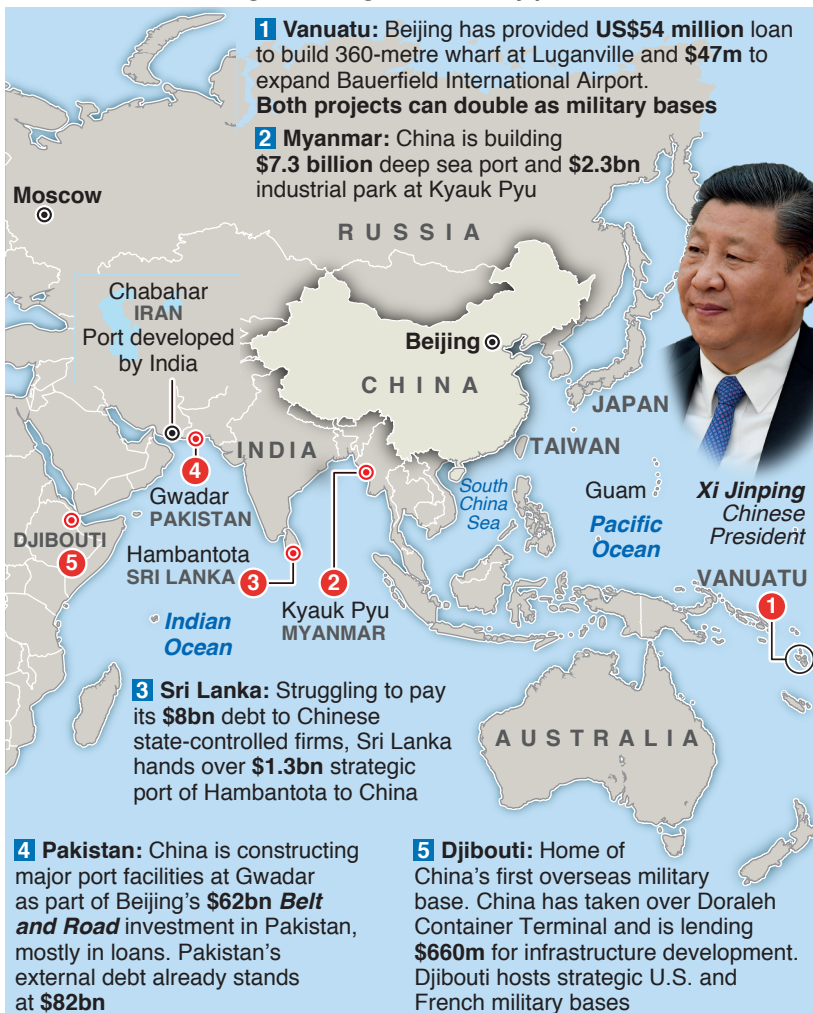 1 Vanuatu: Beijing has provided US$54 million loan
to build 360-metre wharf at Luganville and $47m to
expand Bauerfield International Airport.
Both projects can double as military bases
2 Myanmar: China is building
$7.3 billion deep sea port and $2.3bn
industrial park at Kyauk Pyu
Moscow
RUSSIA
Chabahar
IRAN
Port developed
by India
Beijing
CHINA
JAPAN
INDIA
TAIWAN
4
Gwadar
PAKISTAN
South
China
Sea
Guam
Pacific
Ocean
Xi Jinping
Chinese
President
DJIBOUTI
5
Hambantota
SRI LANKA
3
2
Kyauk Pyu
MYANMAR
VANUATU
1
Indian
Ocean
AUSTRALIA
3 Sri Lanka: Struggling to pay
its $8bn debt to Chinese
state-controlled firms, Sri Lanka
hands over $1.3bn strategic
port of Hambantota to China
4 Pakistan: China is constructing
major port facilities at Gwadar
as part of Beijing's $62bn Belt
and Road investment in Pakistan,
mostly in loans. Pakistan's
external debt already stands
at $82bn
5 Djibouti: Home of
China's first overseas military
base. China has taken over Doraleh
Container Terminal and is lending
$660m for infrastructure development.
Djibouti hosts strategic U.S. and
French military bases